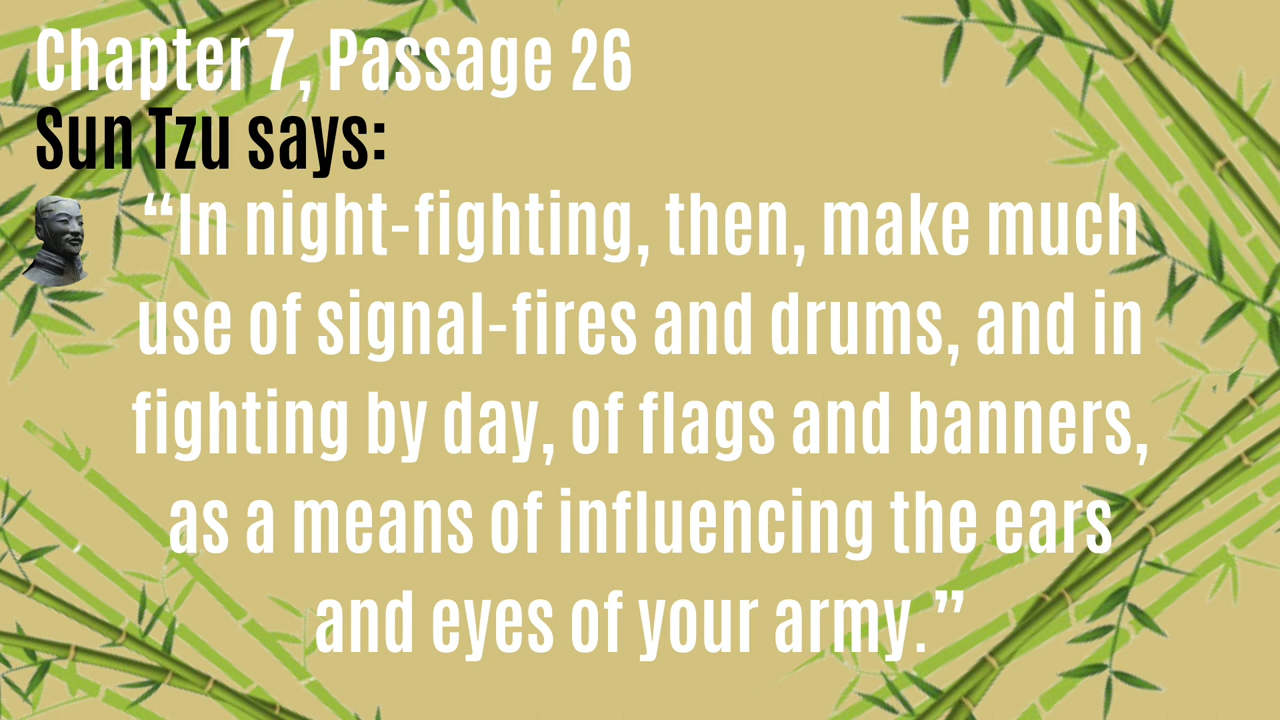 Chapter 7, Passage 26
Sun Tzu says:
“In night-fighting, then, make much
use of signal-fires and drums, and in
fighting by day, of flags and banners,
as a means of influencing the ears
and eyes of your army.”